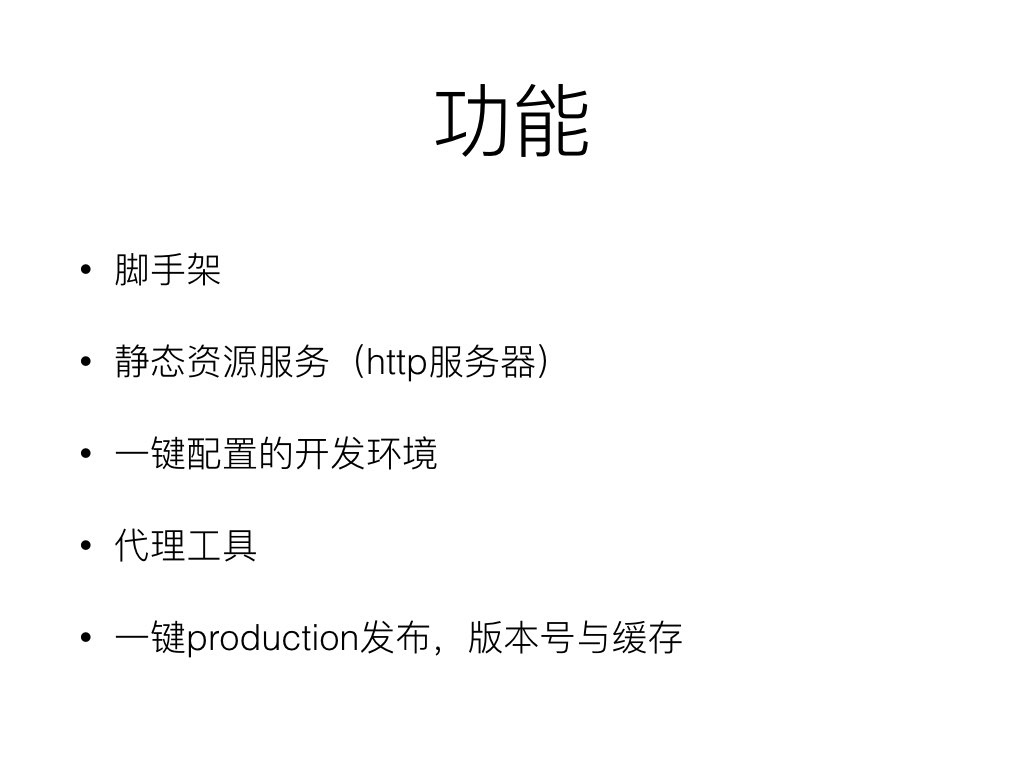 功能
• 脚手架
• 静态资源服务（http服务器）
• 一键配置的开发环境
• 代理工具
• 一键production发布，版本号与缓存